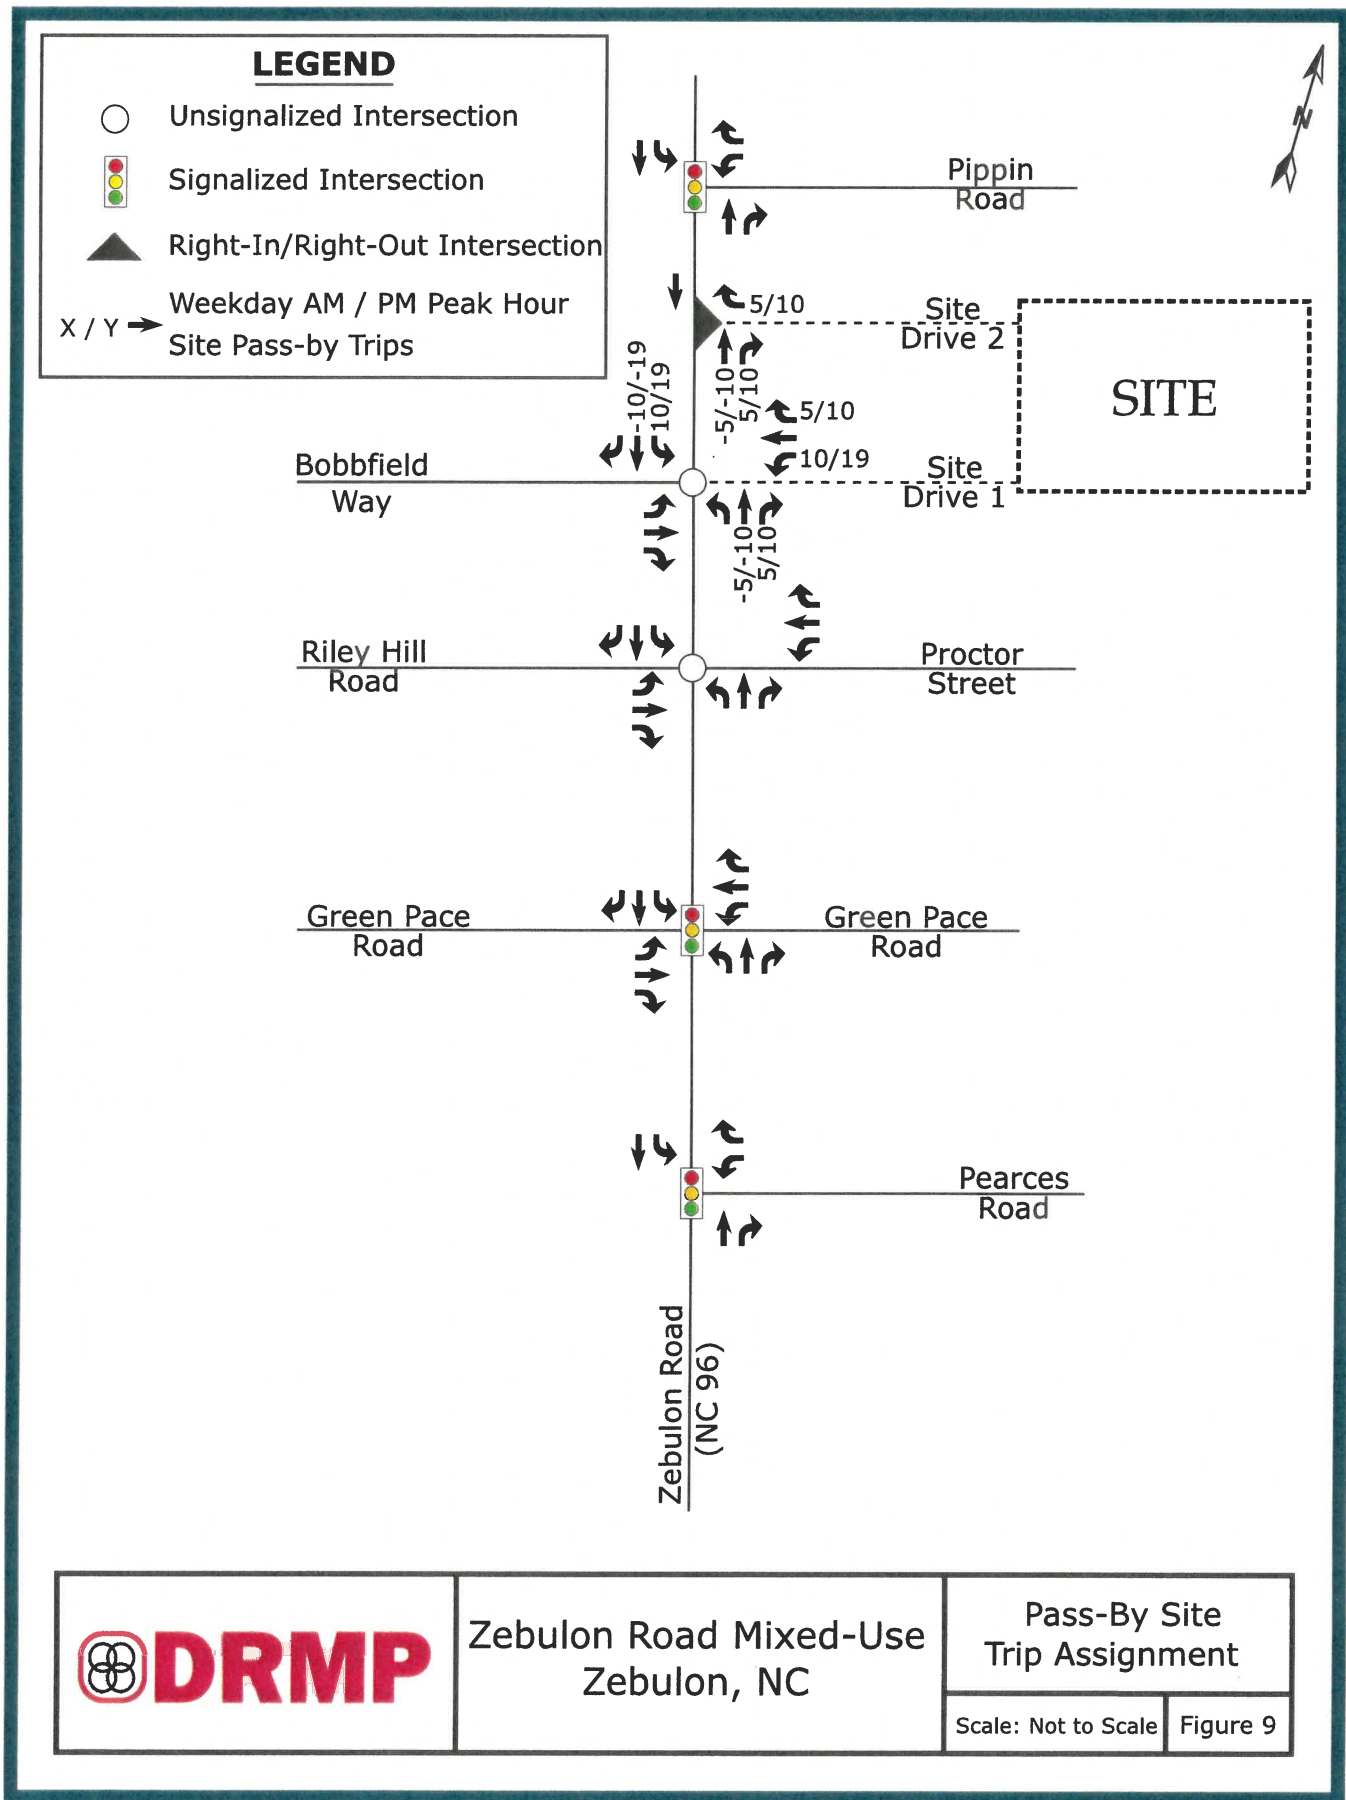 LEGEND
Unsignalized Intersection
Signalized Intersection
Right-In/Right-Out Intersection
X / Y
Weekday AM / PM Peak Hour
Site Pass-by Trips
N
Pippin
Road
5/10
Site
Drive 2
SITE
-10/-19
10/19
-5/-10
5/10
5/10
10/19
Bobbfield
Way
Site
Drive 1
-5/-10
5/10
Riley Hill
Road
Proctor
Street
Green Pace
Road
Green Pace
Road
Pearces
Road
Zebulon Road
(NC 96)
DRMP
Zebulon Road Mixed-Use
Zebulon, NC
Pass-By Site
Trip Assignment
Scale: Not to Scale
Figure 9